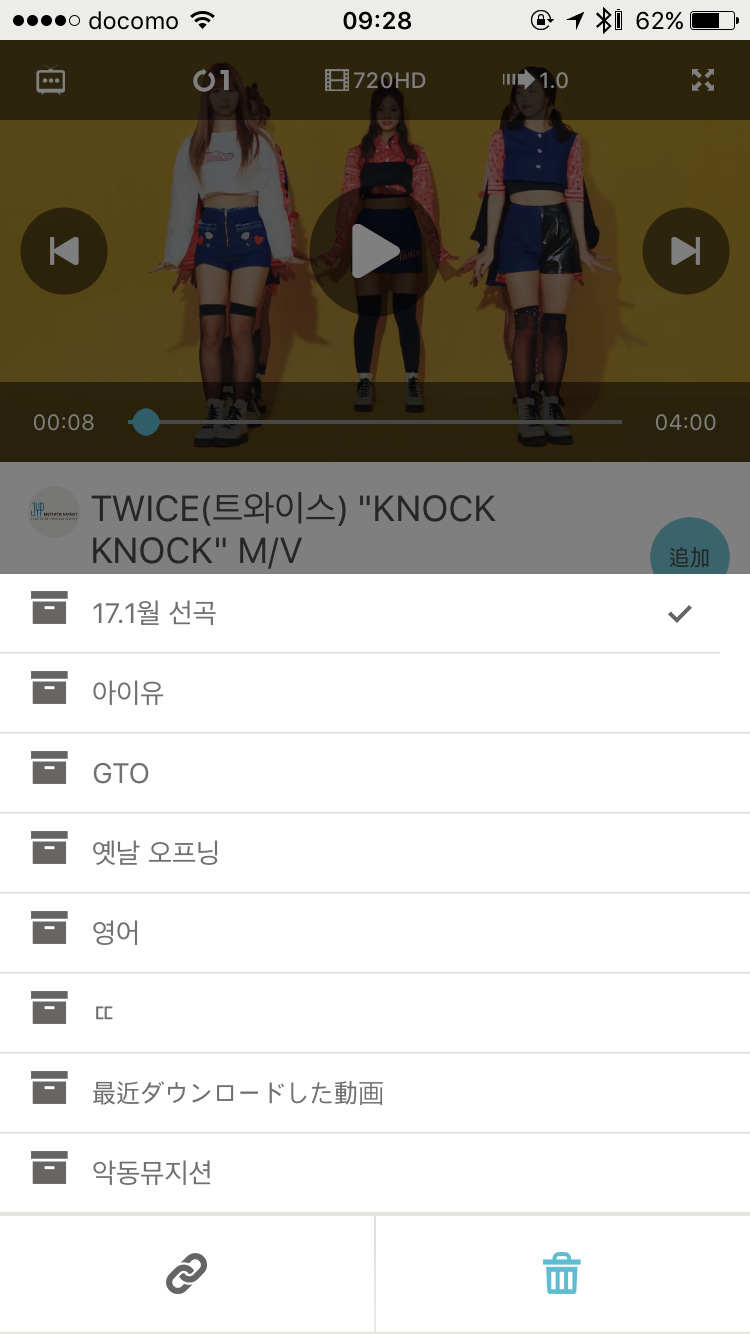 docomo 09:28 62%
1 720HD 1.0
00:08 04:00
TWICE(트와이스) "KNOCK
KNOCK" M/V
追加
17.1월 선곡
아이유
GTO
옛날 오프닝
영어
ㄸ
最近ダウンロードした動画
악동뮤지션